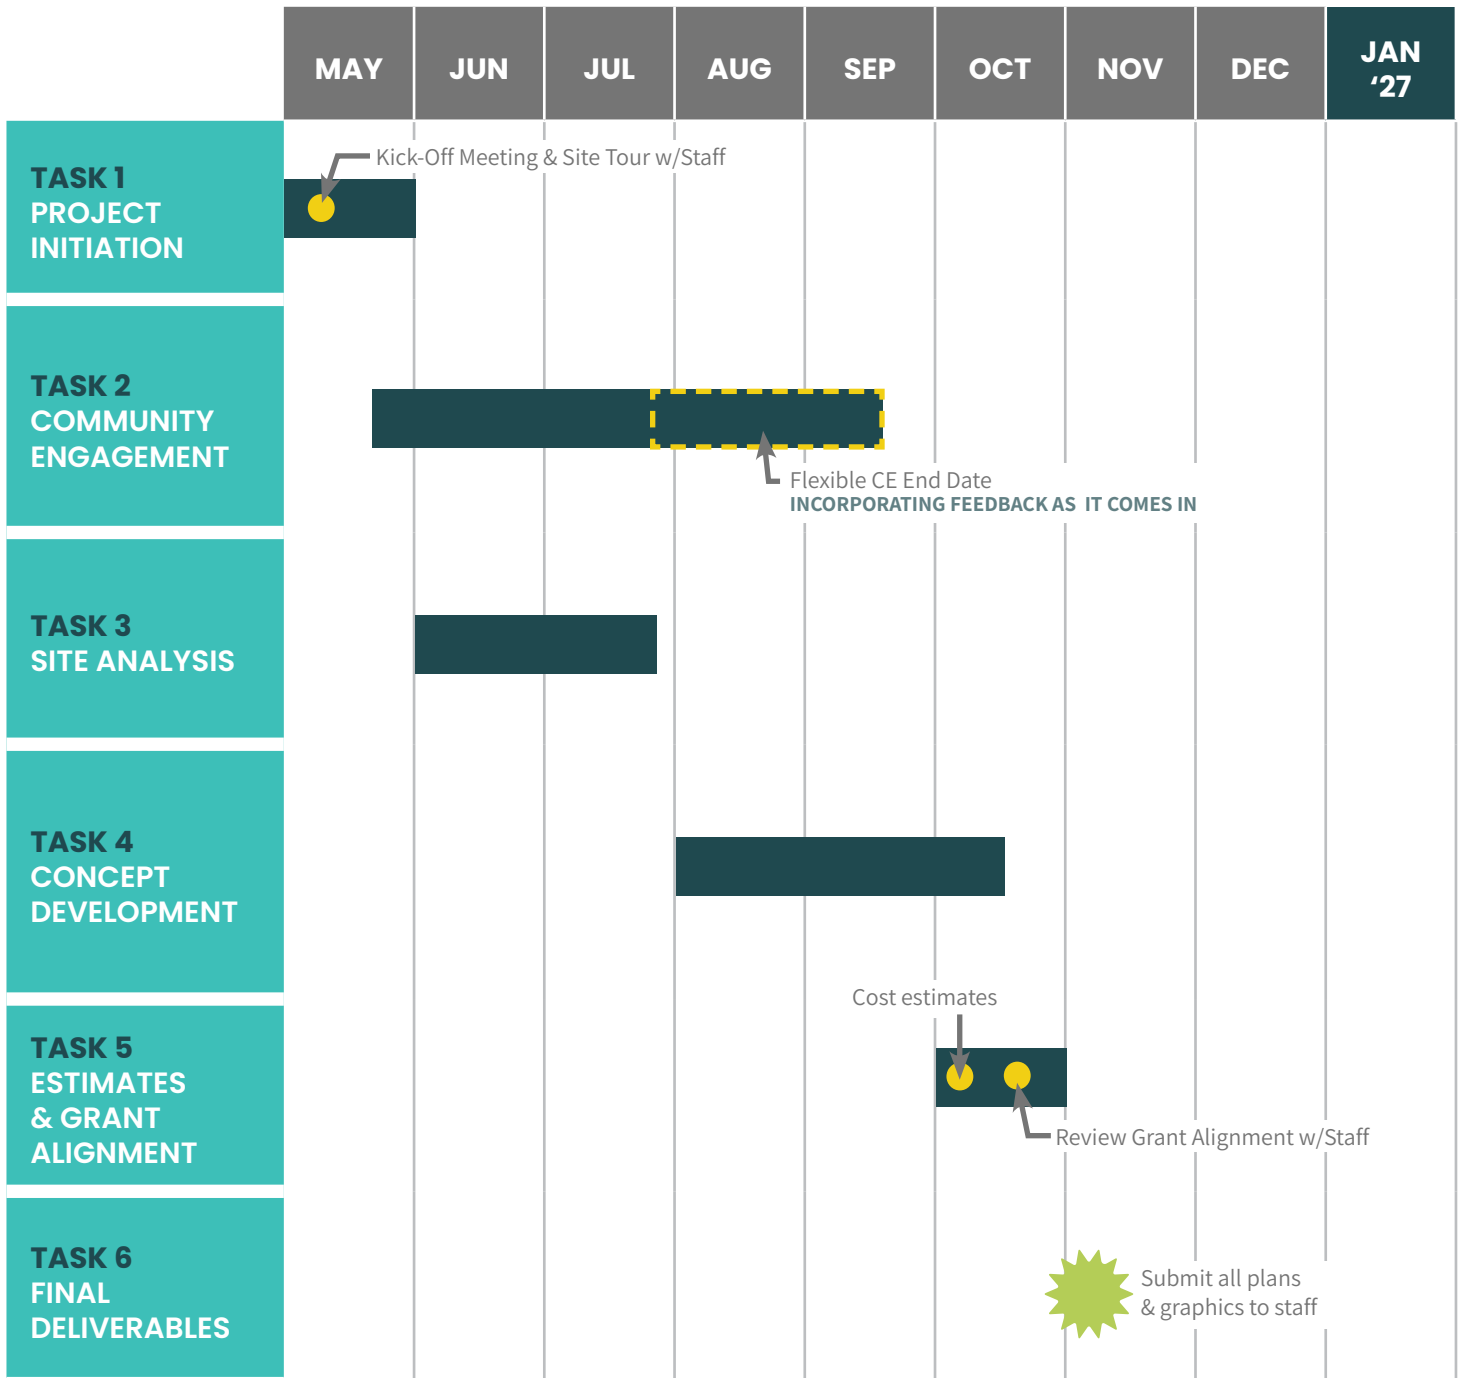 MAY JUN JUL AUG SEP OCT NOV DEC JAN
‘27
TASK 1
PROJECT
INITIATION
Kick-Off Meeting & Site Tour w/Staff
TASK 2
COMMUNITY
ENGAGEMENT
Flexible CE End Date
INCORPORATING FEEDBACK AS IT COMES IN
TASK 3
SITE ANALYSIS
TASK 4
CONCEPT
DEVELOPMENT
Cost estimates
TASK 5
ESTIMATES
& GRANT
ALIGNMENT
Review Grant Alignment w/Staff
TASK 6
FINAL
DELIVERABLES
Submit all plans
& graphics to staff